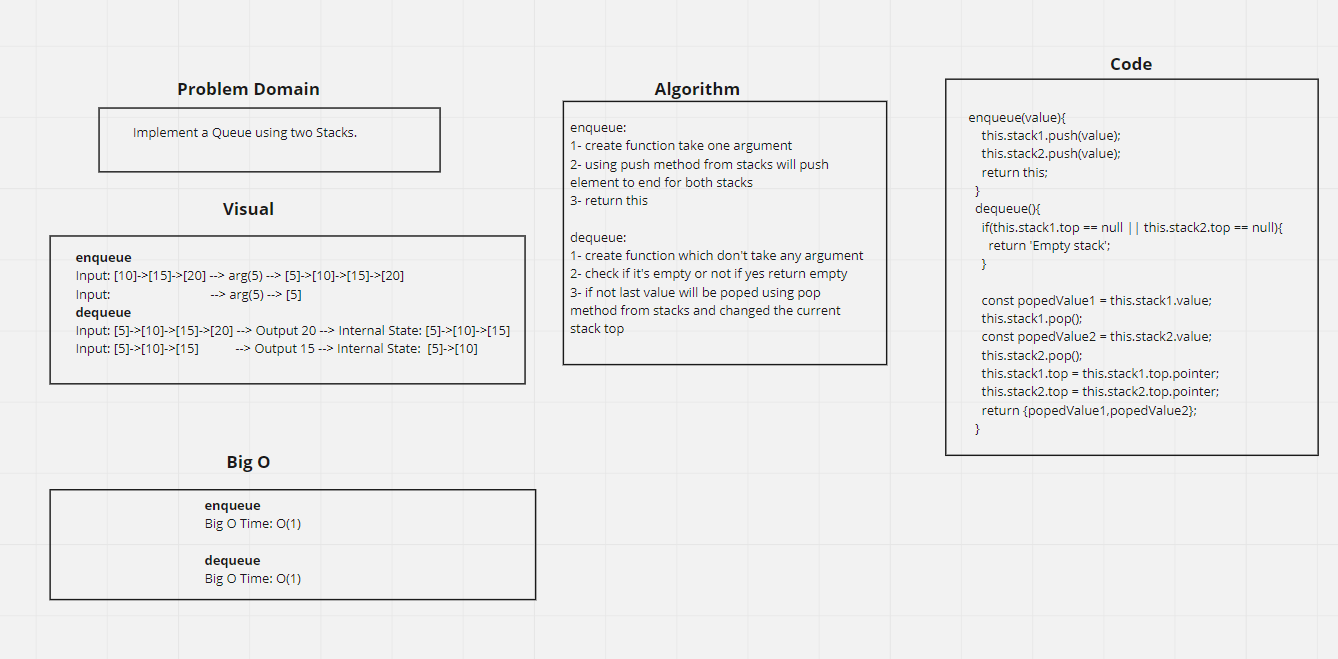 Problem Domain
Implement a Queue using two Stacks.
Visual
enqueue
Input: [10]->[15]->[20] --> arg(5) --> [5]->[10]->[15]->[20]
Input: --> arg(5) --> [5]
dequeue
Input: [5]->[10]->[15]->[20] --> Output 20 --> Internal State: [5]->[10]->[15]
Input: [5]->[10]->[15] --> Output 15 --> Internal State: [5]->[10]
Big O
enqueue
Big O Time: O(1)
dequeue
Big O Time: O(1)
Algorithm
enqueue:
1- create function take one argument
2- using push method from stacks will push
element to end for both stacks
3- return this
dequeue:
1- create function which don't take any argument
2- check if it's empty or not if yes return empty
3- if not last value will be poped using pop
method from stacks and changed the current
stack top
Code
enqueue(value){
this.stack1.push(value);
this.stack2.push(value);
return this;
}
dequeue(){
if(this.stack1.top == null || this.stack2.top == null){
return 'Empty stack';
}
const popedValue1 = this.stack1.value;
this.stack1.pop();
const popedValue2 = this.stack2.value;
this.stack2.pop();
this.stack1.top = this.stack1.top.pointer;
this.stack2.top = this.stack2.top.pointer;
return {popedValue1,popedValue2};
}